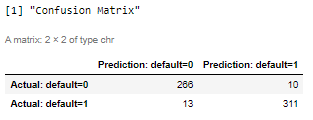 [1] "Confusion Matrix"
A matrix: 2 × 2 of type chr
Prediction: default=0 Prediction: default=1
Actual: default=0 266 10
Actual: default=1 13 311